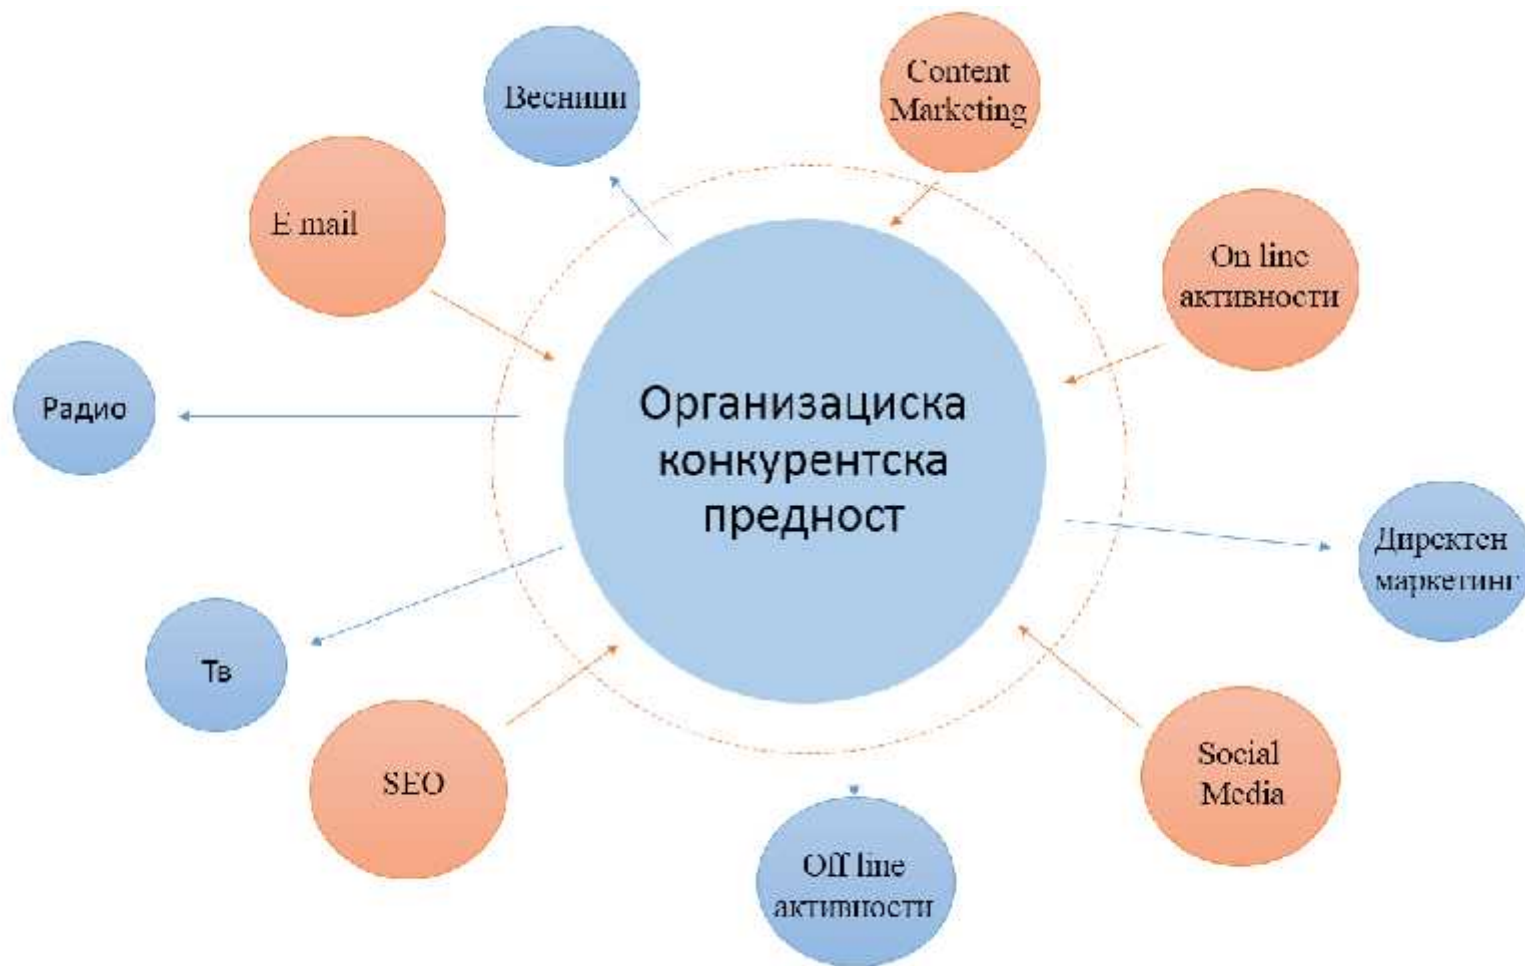 Весници
Content
Marketing
E mail
On line
активности
Радио
Организациска
конкурентска
предност
Директен
маркетинг
Тв
SEO
Social
Media
Off line
активности